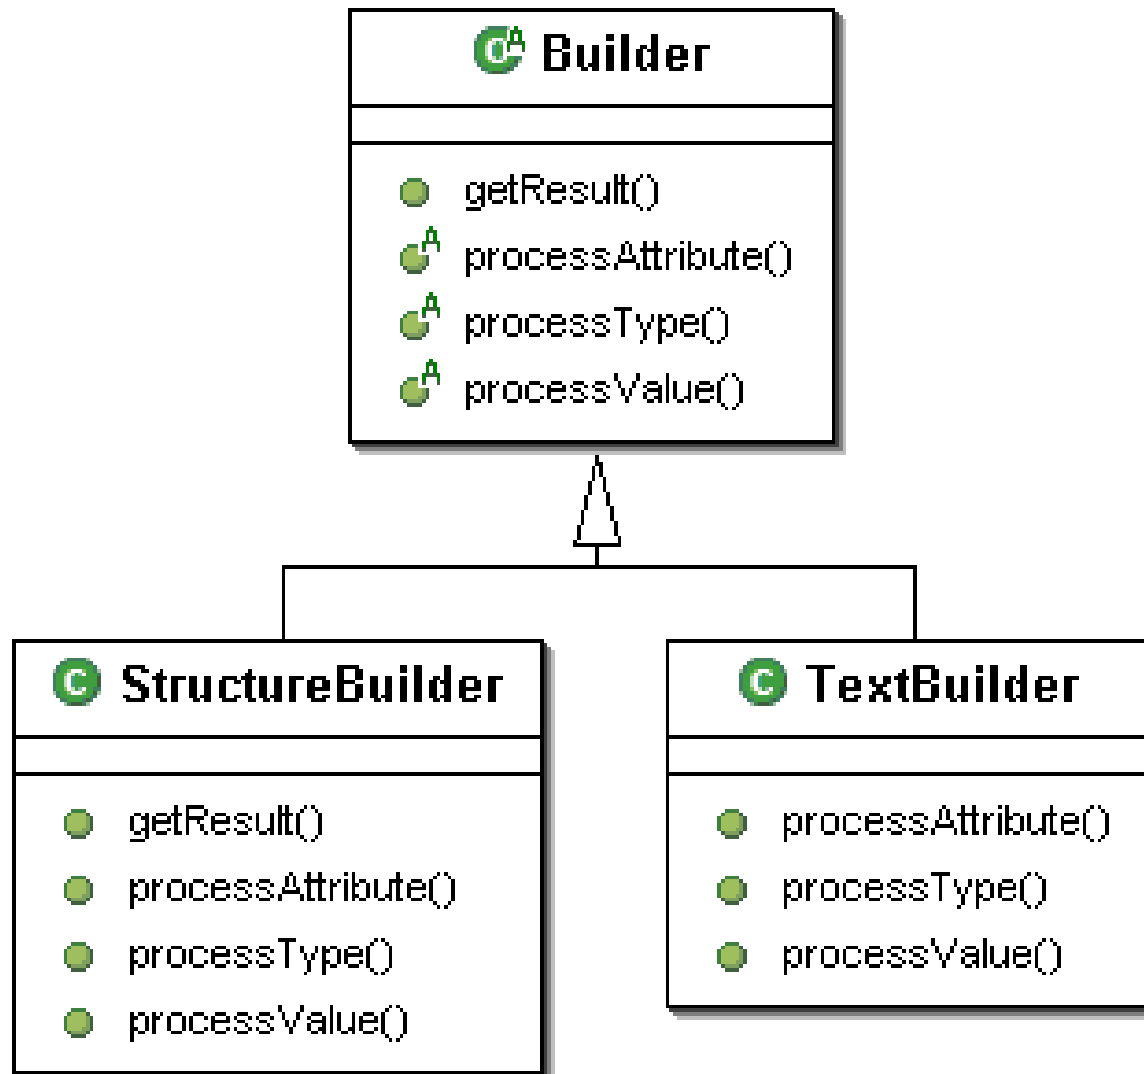 Builder
getResult()
processAttribute()
processType()
processValue()
StructureBuilder
getResult()
processAttribute()
processType()
processValue()
TextBuilder
processAttribute()
processType()
processValue()